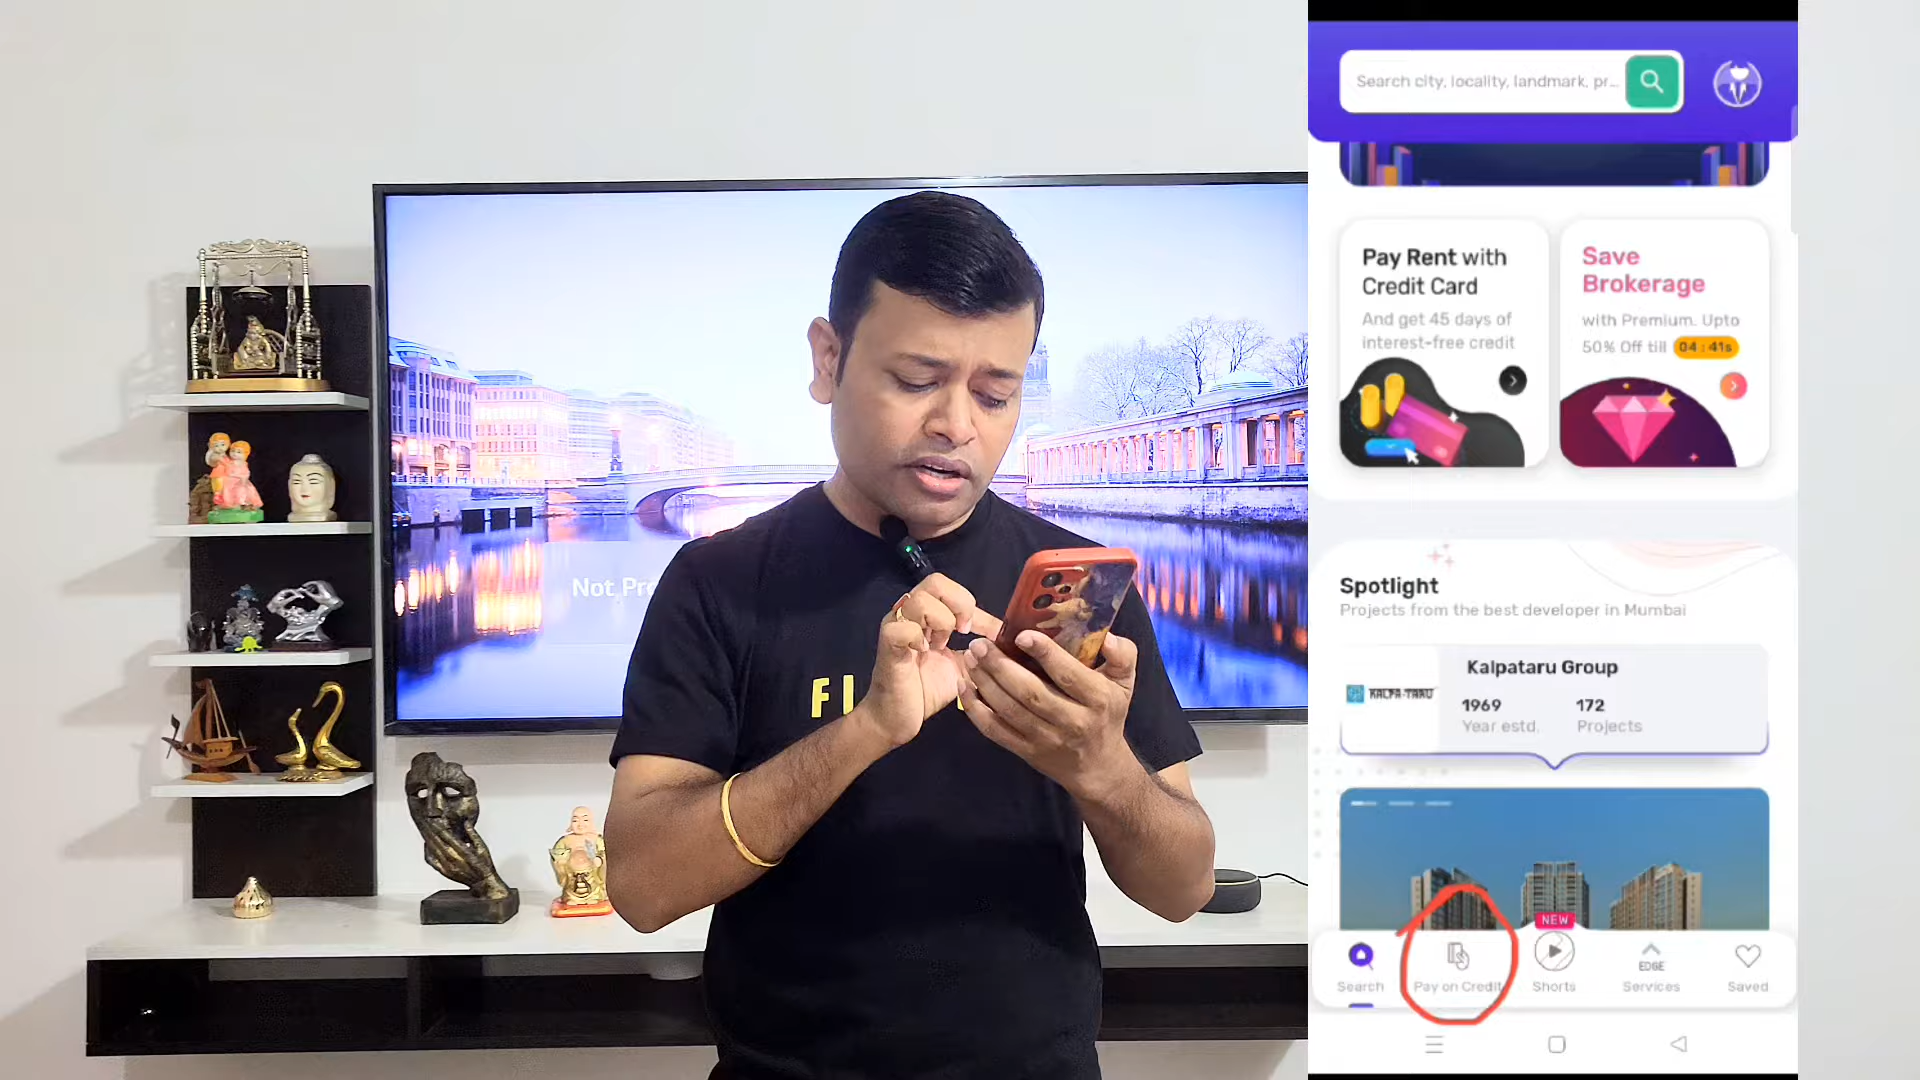 Not Pr
FI
Search city, locality, landmark, pr...
Pay Rent with
Credit Card
And get 45 days of
interest-free credit
Save
Brokerage
with Premium. Upto
50% Off till 04 : 41s
Spotlight
Projects from the best developer in Mumbai
KALPA-TARU
Kalpataru Group
1969
172
Year estd.
Projects
NEW
EDGE
Search
Pay on Credit
Shorts
Services
Saved